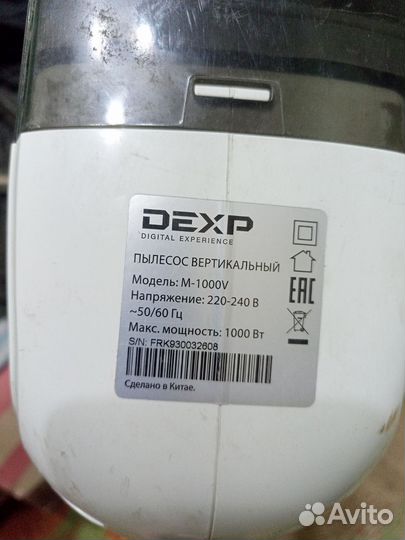 DEXP
DIGITAL EXPERIENCE
ПЫЛЕСОС ВЕРТИКАЛЬНЫЙ
Модель: M-1000V
Напряжение: 220-240 В
~50/60 Гц
Макс. мощность: 1000 Вт
S/N: FRK930032608
Сделано в Китае.
EAC
Avito